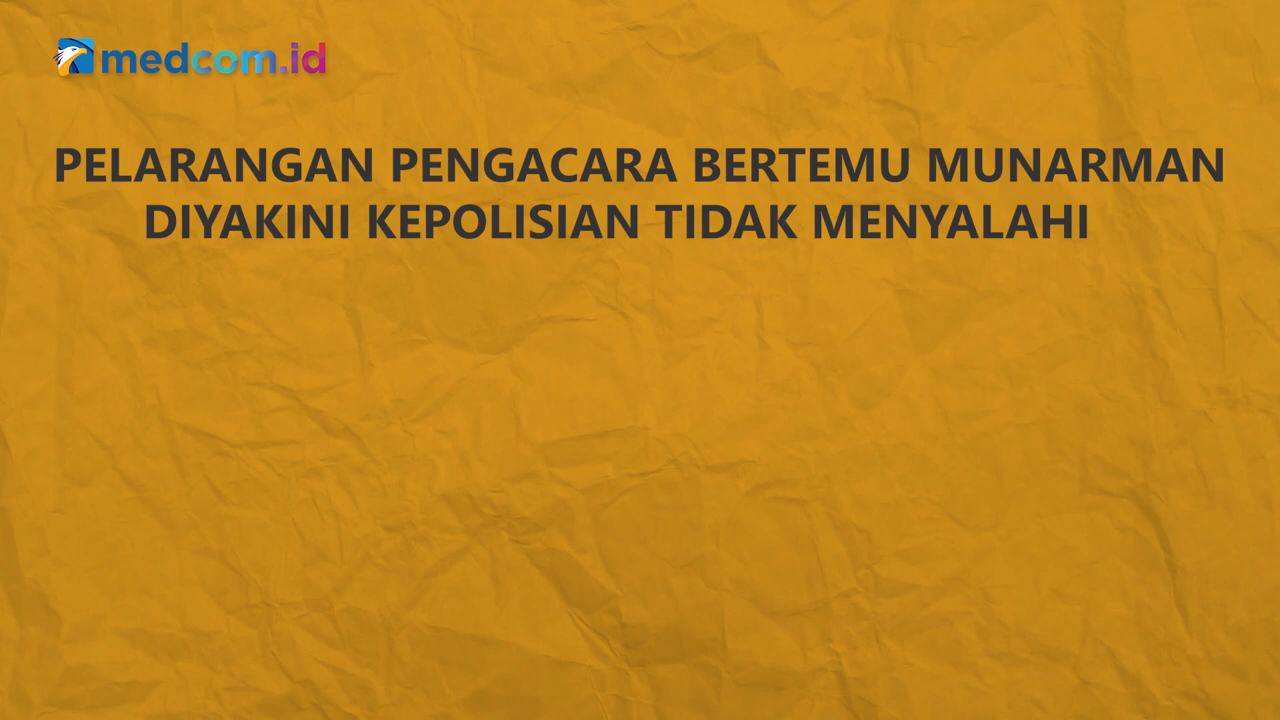 medcom.id
PELARANGAN PENGACARA BERTEMU MUNARMAN
DIYAKINI KEPOLISIAN TIDAK MENYALAHI